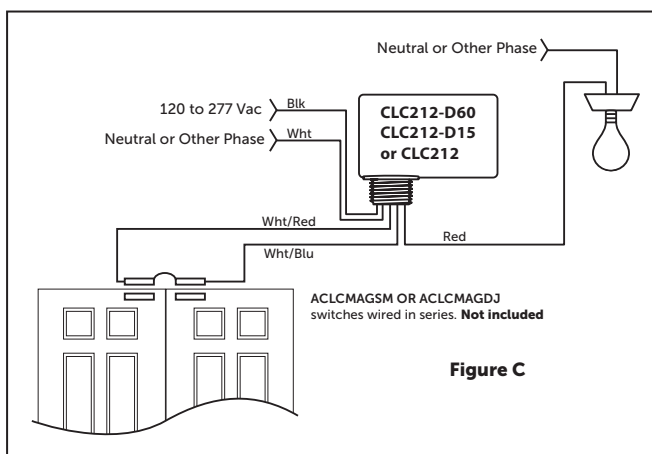 Neutral or Other Phase
120 to 277 Vac
Blk
Neutral or Other Phase
Wht
CLC212-D60
CLC212-D15
or CLC212
Wht/Red
Wht/Blu
Red
ACLCMAGSM OR ACLCMAGDJ
switches wired in series. Not included
Figure C